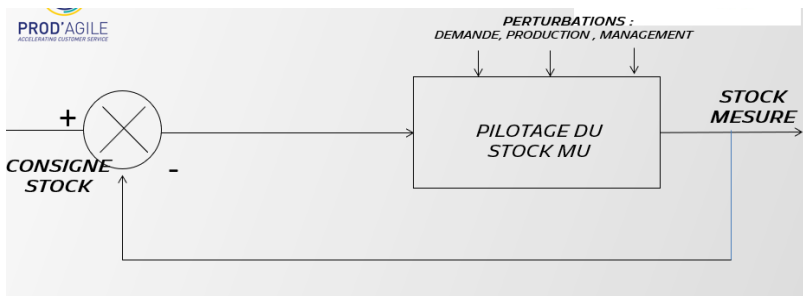 PROD'AGILE
ACCELERATING CUSTOMER SERVICE
PERTURBATIONS :
DEMANDE, PRODUCTION , MANAGEMENT
+
CONSIGNE
STOCK
-
PILOTAGE DU
STOCK MU
STOCK
MESURE